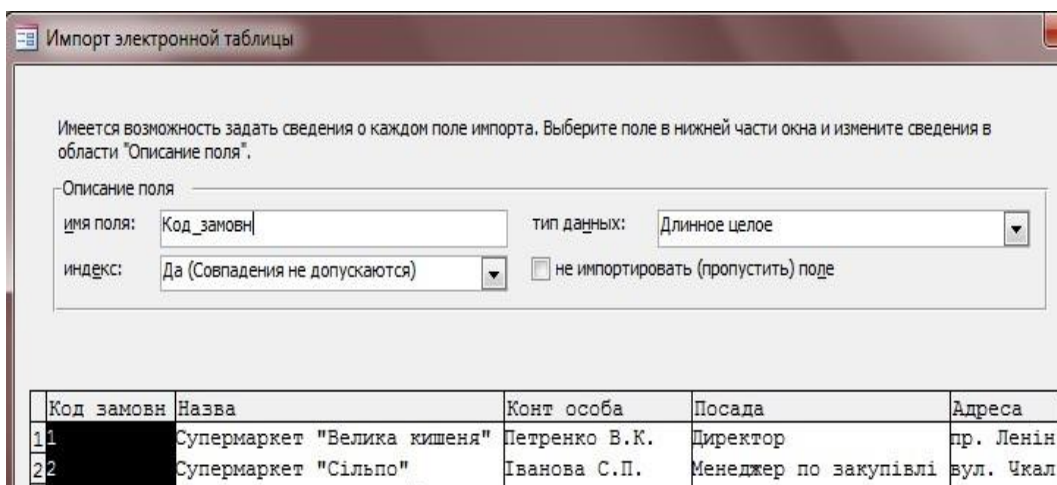 Импорт электронной таблицы
Имеется возможность задать сведения о каждом поле импорта. Выберите поле в нижней части окна и измените сведения в
области "Описание поля".
Описание поля
имя поля: Код_замовн тип данных: Длинное целое
индекс: Да (Совпадения не допускаются) не импортировать (пропустить) поле
Код замовн Назва Конт особа Посада Адреса
1 1 Супермаркет "Велика кишеня" Петренко В.К. Директор пр. Ленін
2 2 Супермаркет "Сільпо" Іванова С.П. Менеджер по закупівлі вул. Чкал